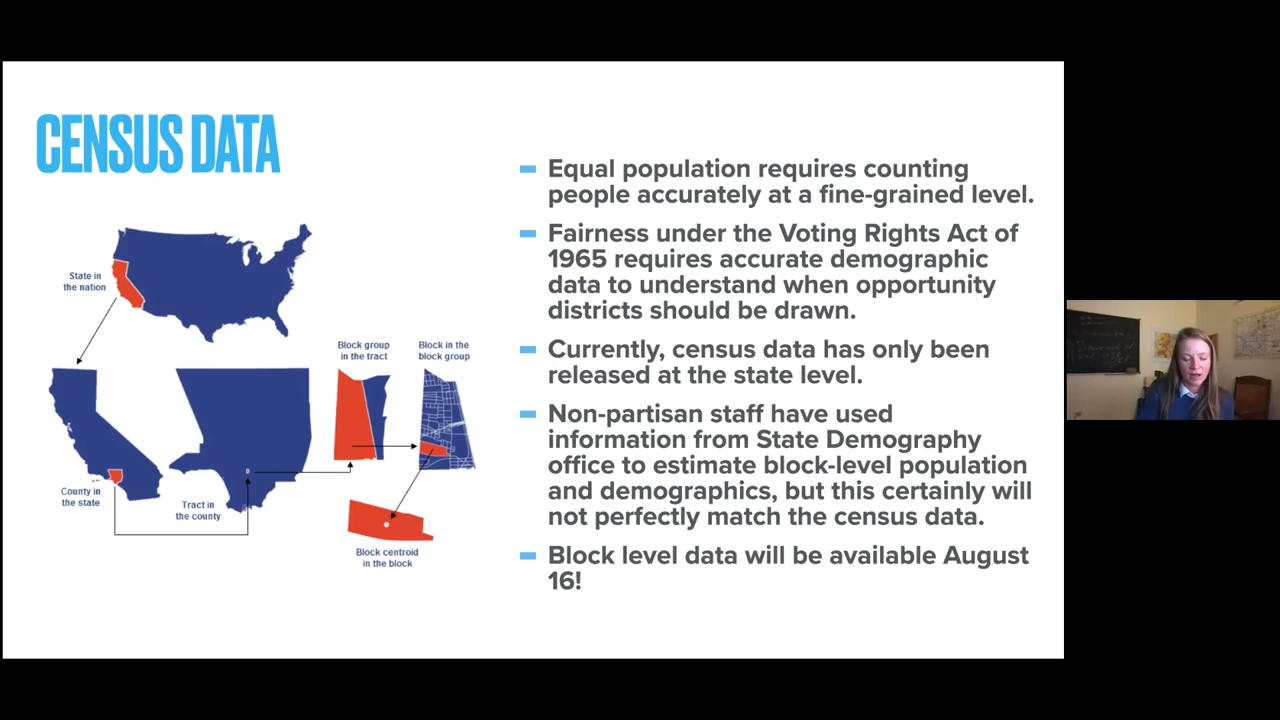 CENSUS DATA
State in
the nation
Block group
in the tract
Block in the
block group
County in
the state
Tract in
the county
Block centroid
in the block
Equal population requires counting
people accurately at a fine-grained level.
Fairness under the Voting Rights Act of
1965 requires accurate demographic
data to understand when opportunity
districts should be drawn.
Currently, census data has only been
released at the state level.
Non-partisan staff have used
information from State Demography
office to estimate block-level population
and demographics, but this certainly will
not perfectly match the census data.
Block level data will be available August
16!